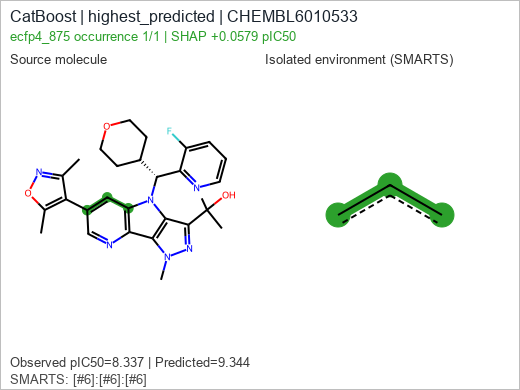 CatBoost | highest_predicted | CHEMBL6010533
ecfp4_875 occurrence 1/1 | SHAP +0.0579 pIC50
Source molecule
Isolated environment (SMARTS)
O
F
N
O
N
N
OH
N
N
N
Observed pIC50=8.337 | Predicted=9.344
SMARTS: [#6]:[#6]:[#6]